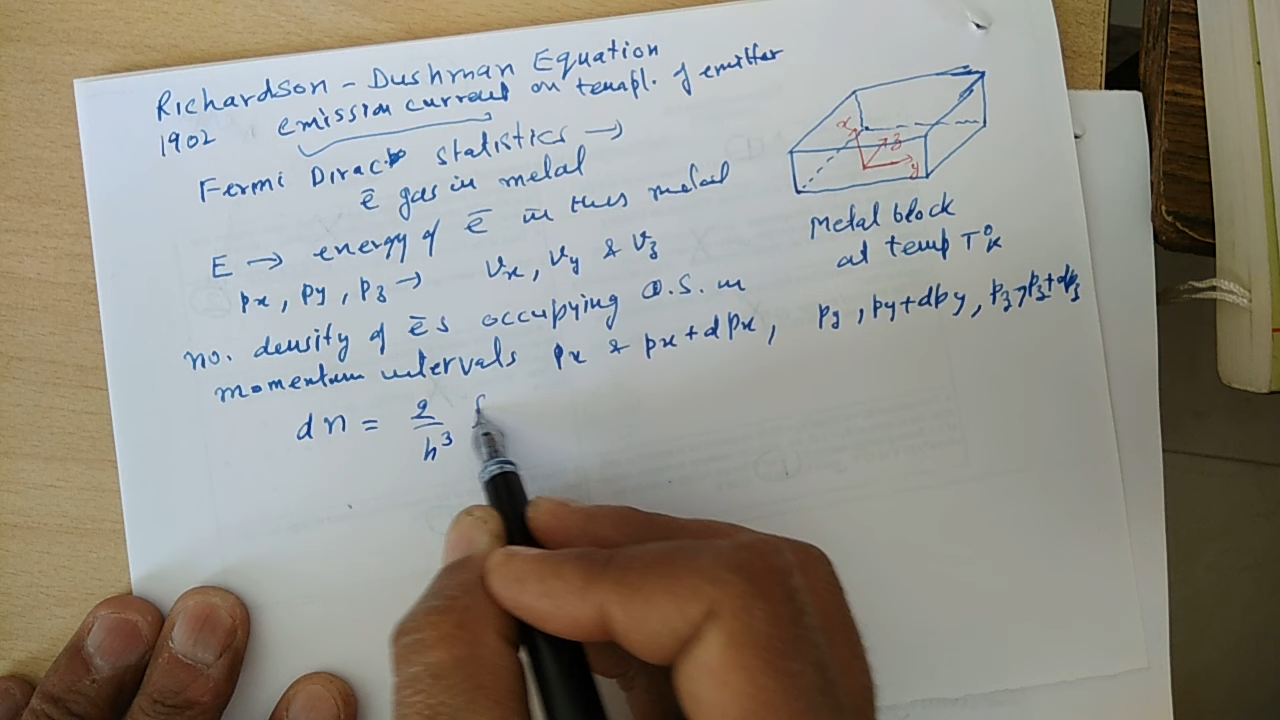 Richardson - Dushman Equation
1902 emission current on templ. of emitter
Fermi Dirac statistics →
ē gas in metal
E → energy of ē in this metal
px, py, pz → vx, vy & vz
no. density of ēs occupying Q.S. in
momentum intervals px & px+dpx, py, py+dpy, pz, pz+dpz
dn = 2/h³
x
z
y
Metal block
at temp T°K